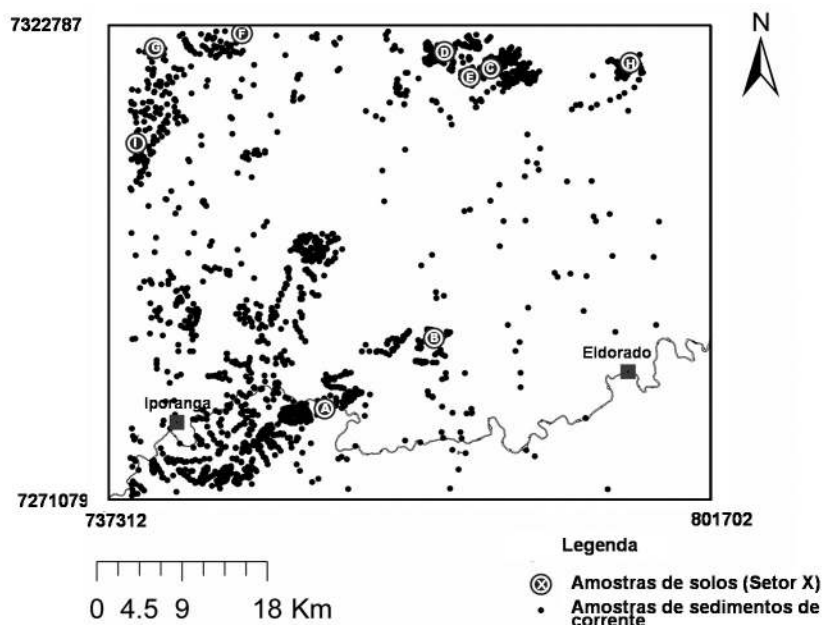 7322787
N
G
F
D
E
C
H
I
B
Eldorado
Iporanga
A
7271079
737312
801702
Legenda
X Amostras de solos (Setor X)
Amostras de sedimentos de
corrente
0 4.5 9 18 Km